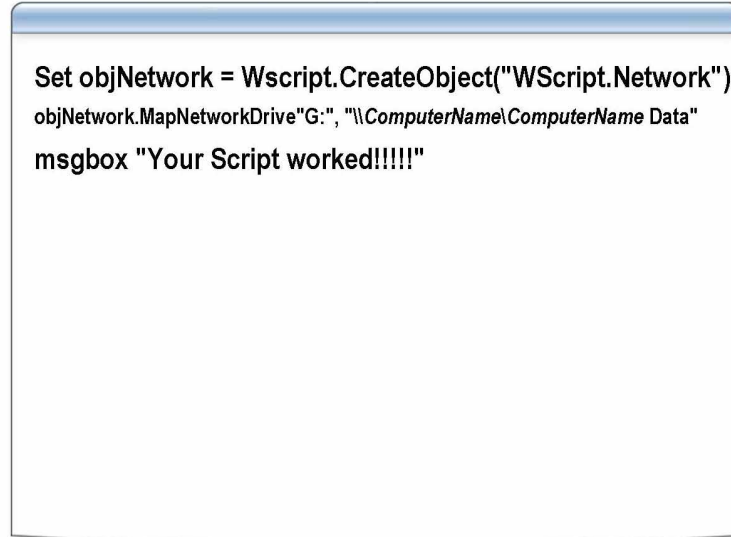 Set objNetwork = Wscript.CreateObject("WScript.Network")
objNetwork.MapNetworkDrive"G:", "\\ComputerName\ComputerName Data"
msgbox "Your Script worked!!!!!"